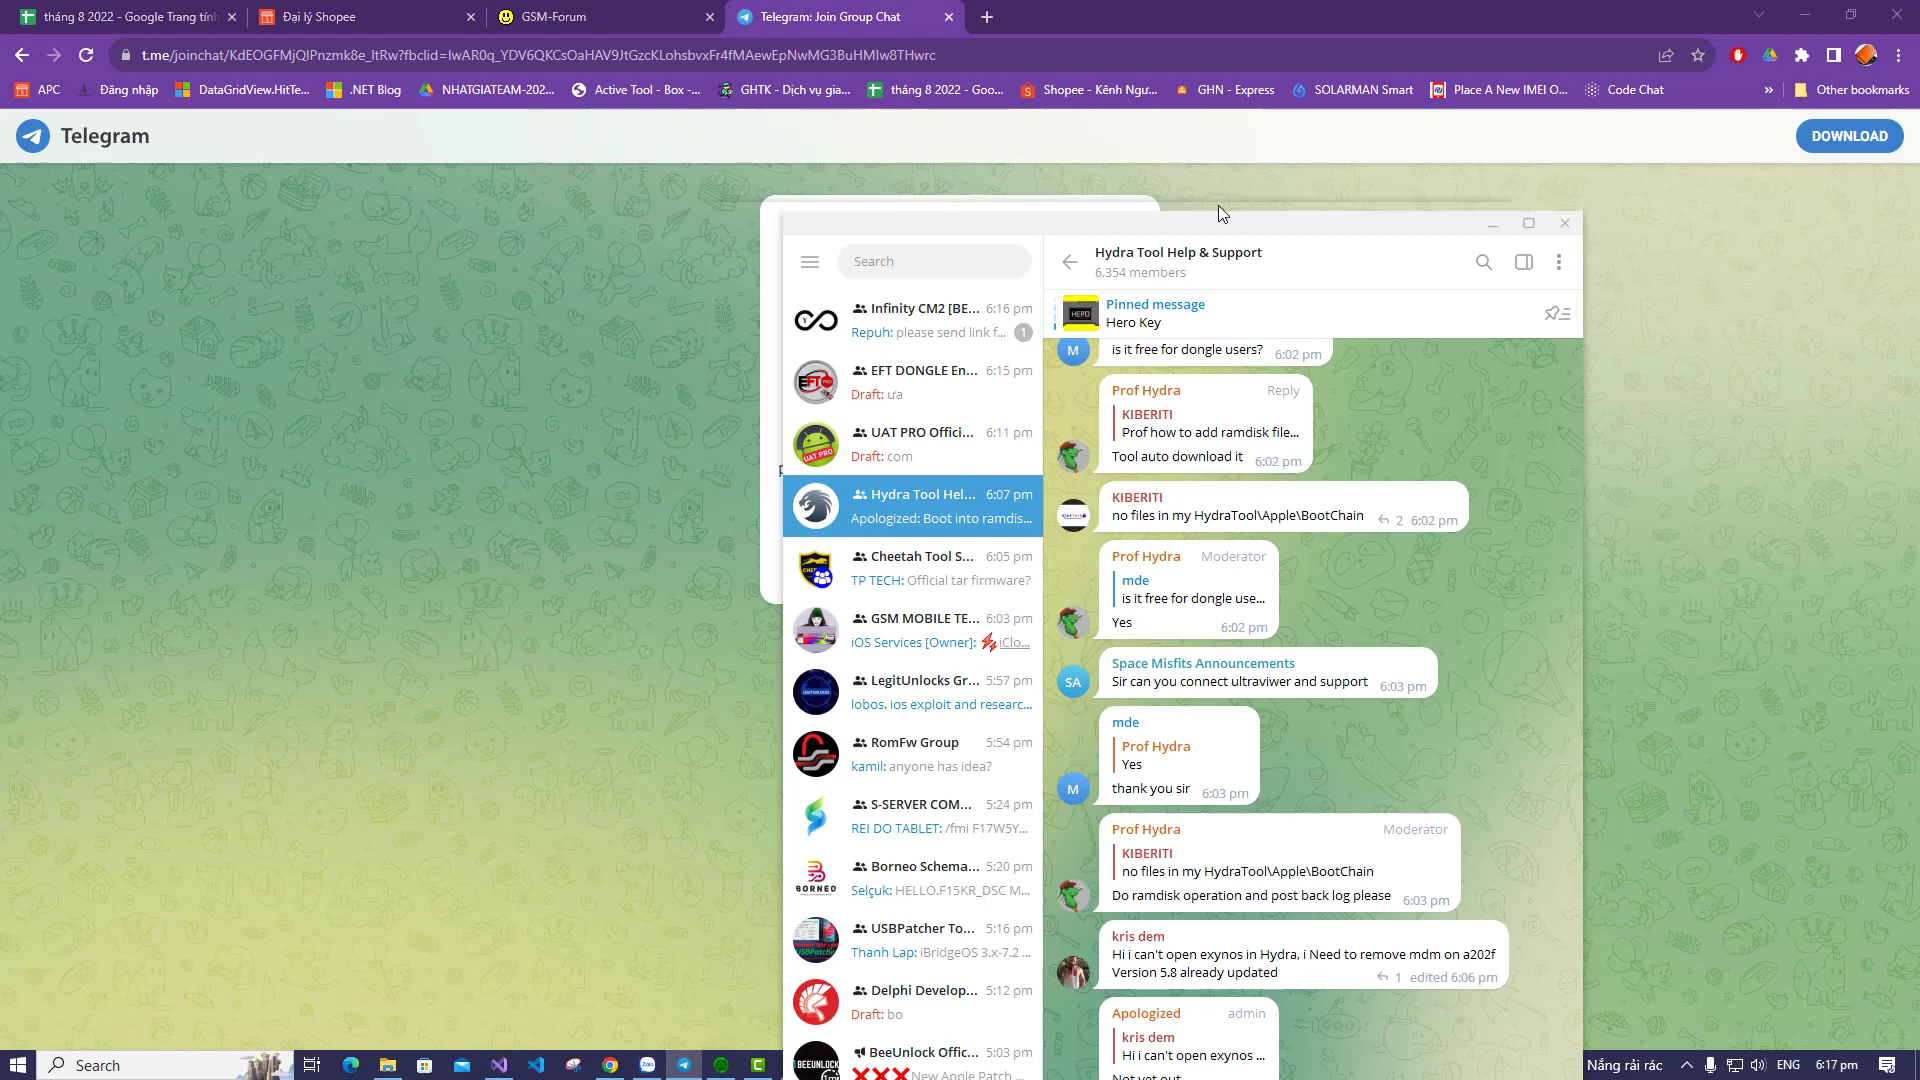 tháng 8 2022 - Google Trang tính
Đại lý Shopee
GSM-Forum
Telegram: Join Group Chat
t.me/joinchat/KdEOGFMjQlPnzmk8e_ltRw?fbclid=IwAR0q_YDV6QKCsOaHAV9JtGzcKLohsbvxFr4fMAewEpNwMG3BuHMlw8THwrc
APC
Đăng nhập
DataGridView.HitTe...
.NET Blog
NHATGIATEAM-202...
Active Tool - Box -...
GHTK - Dịch vụ gia...
tháng 8 2022 - Goo...
Shopee - Kênh Ngư...
GHN - Express
SOLARMAN Smart
Place A New IMEI O...
Code Chat
»
Other bookmarks
Telegram
DOWNLOAD
Search
Infinity CM2 [BE... 6:16 pm
Repuh: please send link f... 1
EFT DONGLE En... 6:15 pm
EFT PRO
Draft: ưa
UAT PRO Offici... 6:11 pm
UAT PRO
Draft: com
Hydra Tool Hel... 6:07 pm
Apologized: Boot into ramdis...
Cheetah Tool S... 6:05 pm
TP TECH: Official tar firmware?
GSM MOBILE TE... 6:03 pm
iOS Services [Owner]: ⚡iClo...
LegitUnlocks Gr... 5:57 pm
LEGITUNLOCKS
lobos. ios exploit and researc...
RomFw Group 5:54 pm
kamil: anyone has idea?
S-SERVER COM... 5:24 pm
REI DO TABLET: /fmi F17W5Y...
Borneo Schema... 5:20 pm
BORNEO
Selçuk: HELLO.F15KR_DSC M...
USBPatcher To... 5:16 pm
USBPatcher
Thanh Lap: iBridgeOS 3.x-7.2 ...
Delphi Develop... 5:12 pm
Draft: bo
BeeUnlock Offic... 5:03 pm
BEEUNLOCK
❌❌❌New Apple Patch ...
Hydra Tool Help & Support
6,354 members
Pinned message
HERO
Hero Key
M
is it free for dongle users? 6:02 pm
Prof Hydra Reply
KIBERITI
Prof how to add ramdisk file...
Tool auto download it 6:02 pm
KIBERITI
no files in my HydraTool\Apple\BootChain 2 6:02 pm
Prof Hydra Moderator
mde
is it free for dongle use...
Yes 6:02 pm
Space Misfits Announcements
SA
Sir can you connect ultraviwer and support 6:03 pm
mde
Prof Hydra
Yes
M
thank you sir 6:03 pm
Prof Hydra Moderator
KIBERITI
no files in my HydraTool\Apple\BootChain
Do ramdisk operation and post back log please 6:03 pm
kris dem
Hi i can't open exynos in Hydra, i Need to remove mdm on a202f
Version 5.8 already updated 1 edited 6:06 pm
Apologized admin
kris dem
Hi i can't open exynos ...
Not yet out
Search
Zalo
Nắng rải rác
ENG
6:17 pm